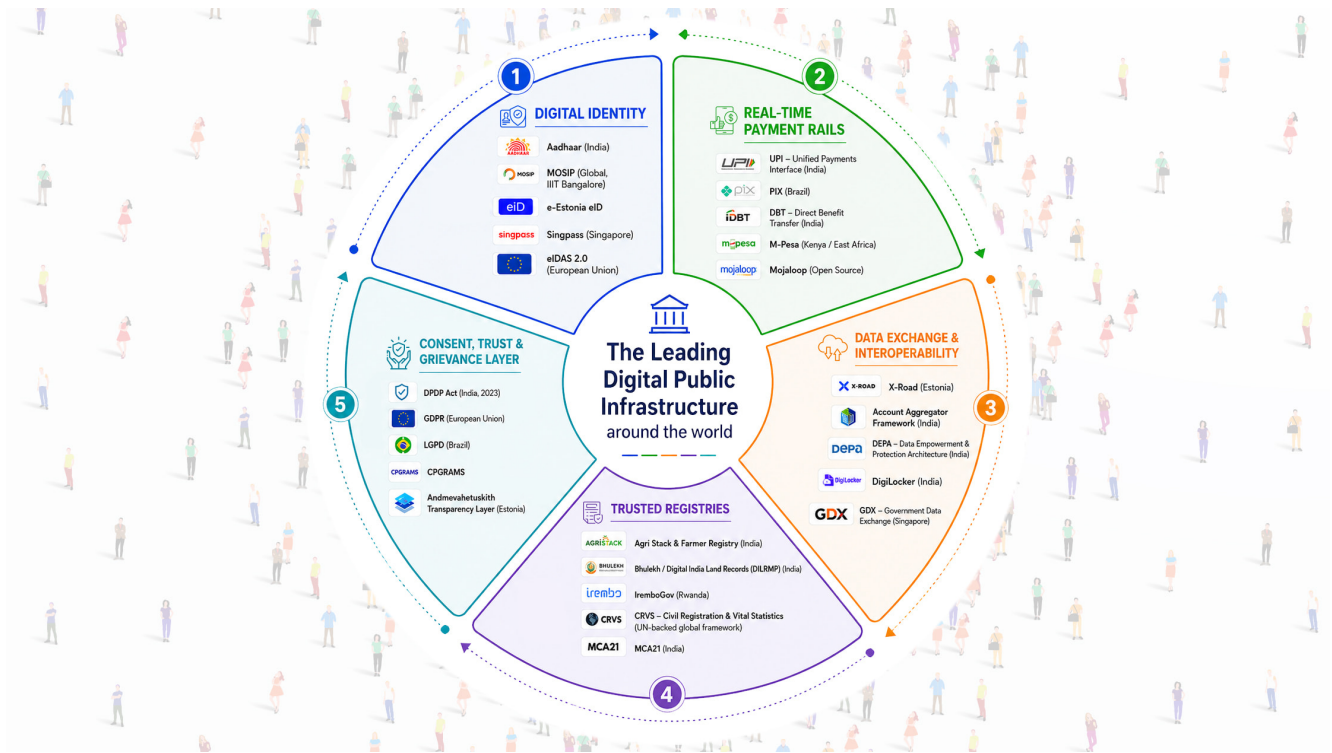 1
DIGITAL IDENTITY
AADHAAR
Aadhaar (India)
MOSIP
MOSIP (Global,
IIIT Bangalore)
eiD
e-Estonia eID
singpass
Singpass (Singapore)
eIDAS 2.0
(European Union)
2
REAL-TIME
PAYMENT RAILS
UPI
UPI – Unified Payments
Interface (India)
pix
PIX (Brazil)
iDBT
DBT – Direct Benefit
Transfer (India)
m-pesa
M-Pesa (Kenya / East Africa)
mojaloop
Mojaloop (Open Source)
The Leading
Digital Public
Infrastructure
around the world
3
DATA EXCHANGE &
INTEROPERABILITY
X-ROAD
X-Road (Estonia)
Account Aggregator
Framework (India)
DEPA
DEPA – Data Empowerment &
Protection Architecture (India)
DigiLocker
DigiLocker (India)
GDX
GDX – Government Data
Exchange (Singapore)
4
TRUSTED REGISTRIES
AGRISTACK
Agri Stack & Farmer Registry (India)
BHULEKH
Bhulekh / Digital India Land Records (DILRMP) (India)
irembo
IremboGov (Rwanda)
CRVS
CRVS – Civil Registration & Vital Statistics
(UN-backed global framework)
MCA21
MCA21 (India)
5
CONSENT, TRUST &
GRIEVANCE LAYER
DPDP Act (India, 2023)
GDPR (European Union)
LGPD (Brazil)
CPGRAMS
CPGRAMS
Andmevahetuskith
Transparency Layer (Estonia)